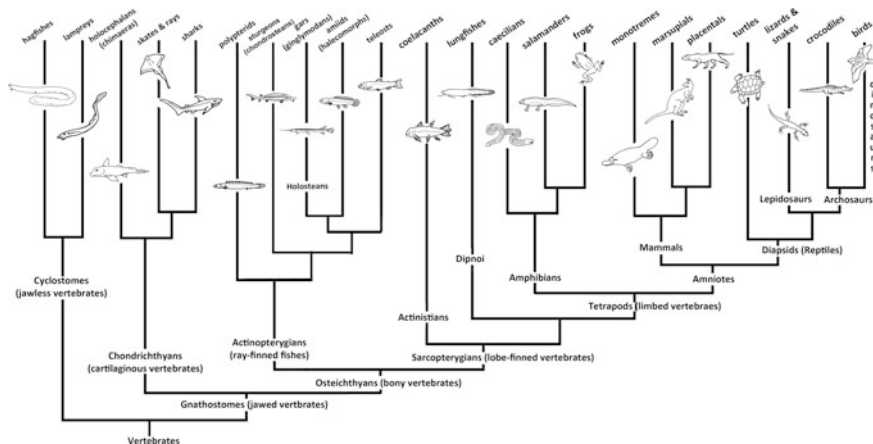 hagfishes
lampreys
holocephalans
(chimaeras)
skates & rays
sharks
polypterids
sturgeons
(chondrosteans)
gars
(ginglymodans)
amiids
(halecomorphs)
teleosts
coelacanths
lungfishes
caecilians
salamanders
frogs
monotremes
marsupials
placentals
turtles
lizards &
snakes
crocodiles
birds
Holosteans
Lepidosaurs
Archosaurs
Mammals
Diapsids (Reptiles)
Dipnoi
Cyclostomes
(jawless vertebrates)
Amphibians
Amniotes
Tetrapods (limbed vertebraes)
Actinistians
Actinopterygians
(ray-finned fishes)
Chondrichthyans
(cartilaginous vertebrates)
Sarcopterygians (lobe-finned vertebrates)
Osteichthyans (bony vertebrates)
Gnathostomes (jawed vertbrates)
Vertebrates